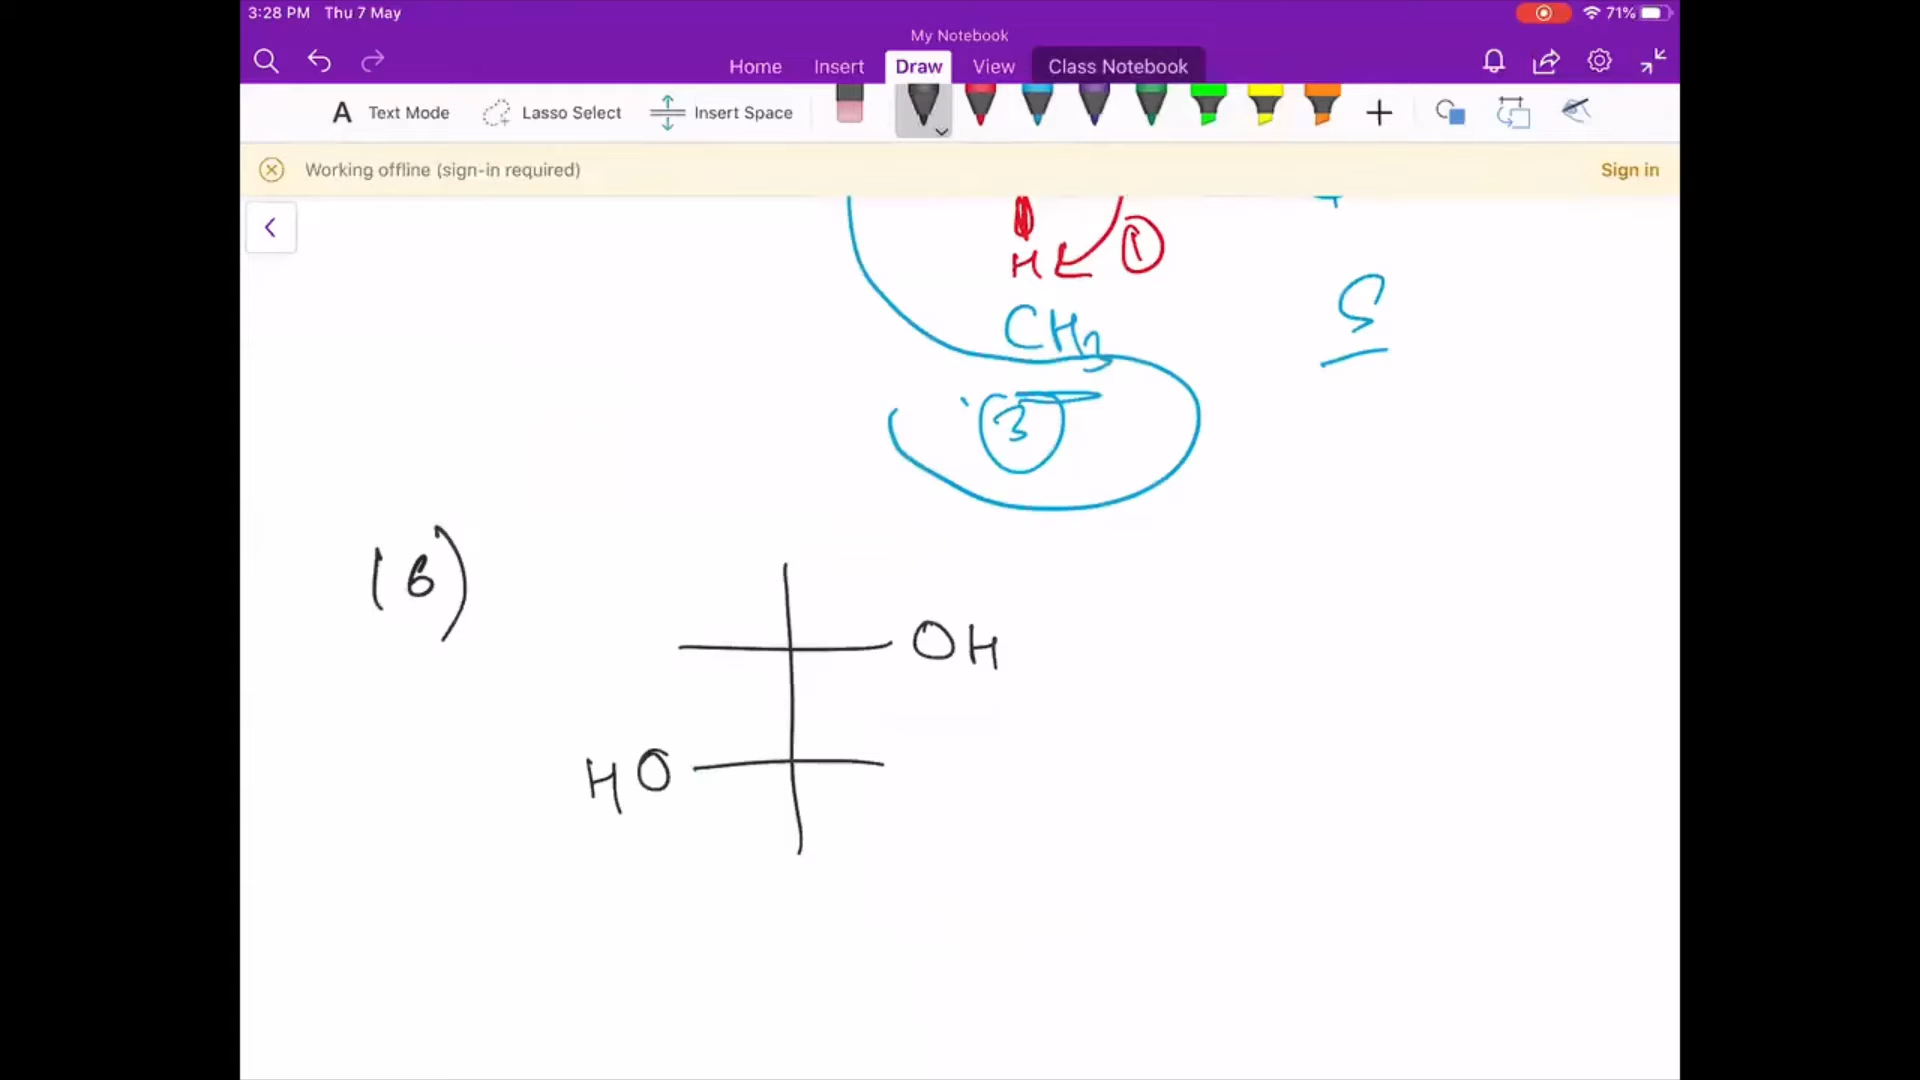 3:28 PM Thu 7 May 71%
My Notebook
Home Insert Draw View Class Notebook
A Text Mode Lasso Select Insert Space
Working offline (sign-in required) Sign in
H 1
S
CH3
3
(6)
OH
HO